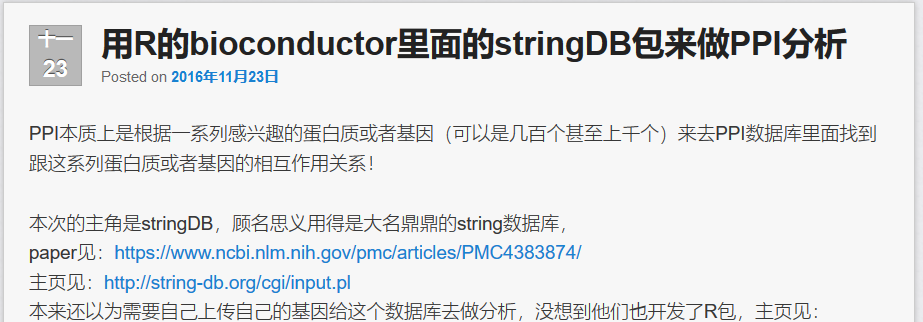 十一
23
用R的bioconductor里面的stringDB包来做PPI分析
Posted on 2016年11月23日
PPI本质上是根据一系列感兴趣的蛋白质或者基因（可以是几百个甚至上千个）来去PPI数据库里面找到
跟这系列蛋白质或者基因的相互作用关系！
本次的主角是stringDB，顾名思义用得是大名鼎鼎的string数据库，
paper见：https://www.ncbi.nlm.nih.gov/pmc/articles/PMC4383874/
主页见：http://string-db.org/cgi/input.pl
本来还以为需要自己上传自己的基因给这个数据库去做分析，没想到他们也开发了R包，主页见：